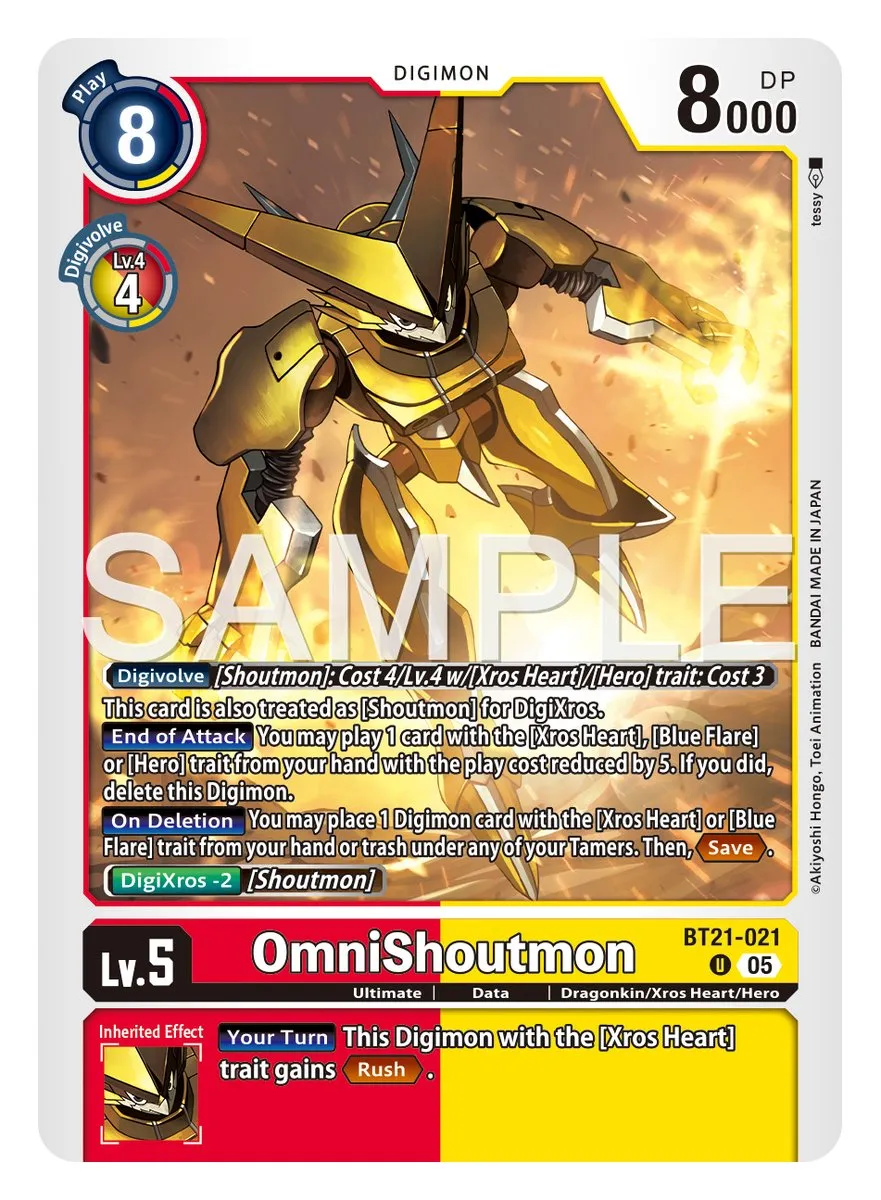 DIGIMON
Play
8
8000
DP
Digivolve
Lv.4
4
tessy
SAMPLE
©Akiyoshi Hongo, Toei Animation BANDAI MADE IN JAPAN
Digivolve [Shoutmon]: Cost 4/Lv.4 w/[Xros Heart]/[Hero] trait: Cost 3
This card is also treated as [Shoutmon] for DigiXros.
End of Attack You may play 1 card with the [Xros Heart], [Blue Flare]
or [Hero] trait from your hand with the play cost reduced by 5. If you did,
delete this Digimon.
On Deletion You may place 1 Digimon card with the [Xros Heart] or [Blue
Flare] trait from your hand or trash under any of your Tamers. Then, Save.
DigiXros -2 [Shoutmon]
Lv.5
OmniShoutmon
BT21-021
U 05
Ultimate | Data | Dragonkin/Xros Heart/Hero
Inherited Effect
Your Turn This Digimon with the [Xros Heart]
trait gains Rush.